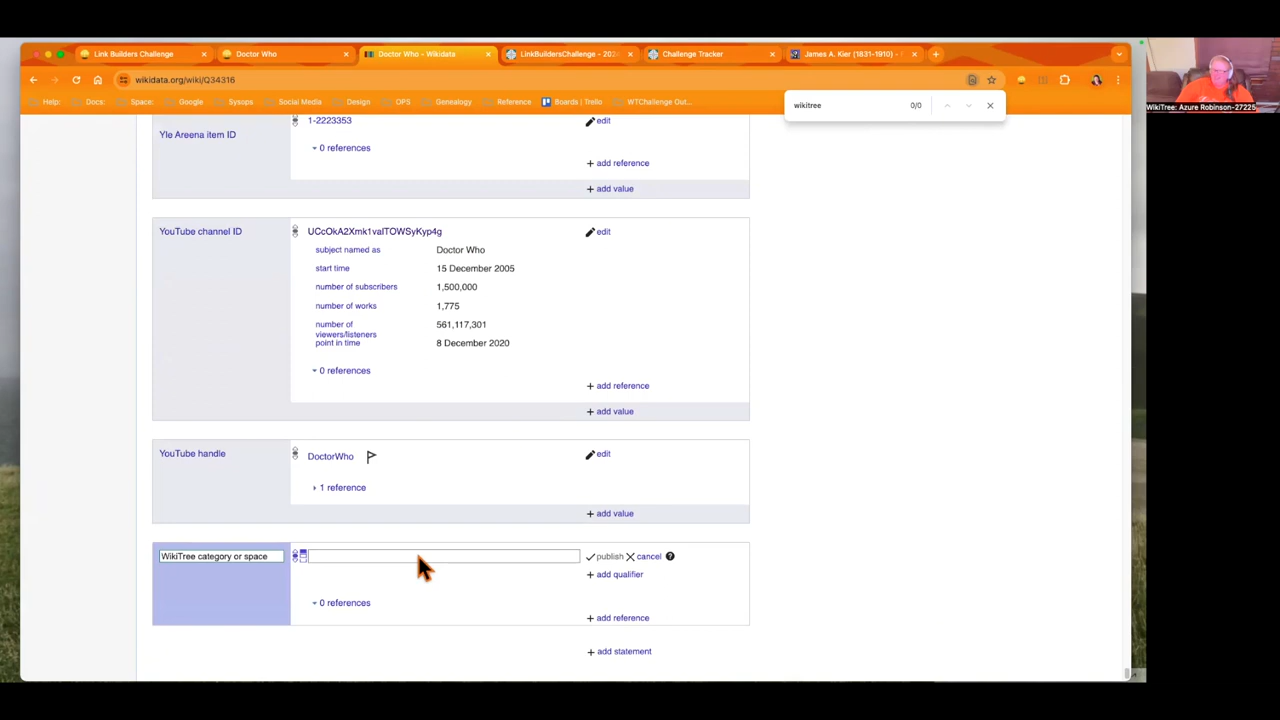 Link Builders Challenge
Doctor Who
Doctor Who - Wikidata
LinkBuildersChallenge - 202
Challenge Tracker
James A. Kier (1831-1910) -
wikidata.org/wiki/Q34316
Help:
Docs:
Space:
Google
Sysops
Social Media
Design
OPS
Genealogy
Reference
Boards | Trello
WTChallenge Out...
wikitree
0/0
WikiTree: Azure Robinson-27225
Yle Areena item ID
1-2223353
edit
0 references
+ add reference
+ add value
YouTube channel ID
UCcOkA2Xmk1valTOWSyKyp4g
edit
subject named as
Doctor Who
start time
15 December 2005
number of subscribers
1,500,000
number of works
1,775
number of
viewers/listeners
561,117,301
point in time
8 December 2020
0 references
+ add reference
+ add value
YouTube handle
DoctorWho
edit
1 reference
+ add value
WikiTree category or space
publish
cancel
?
+ add qualifier
0 references
+ add reference
+ add statement